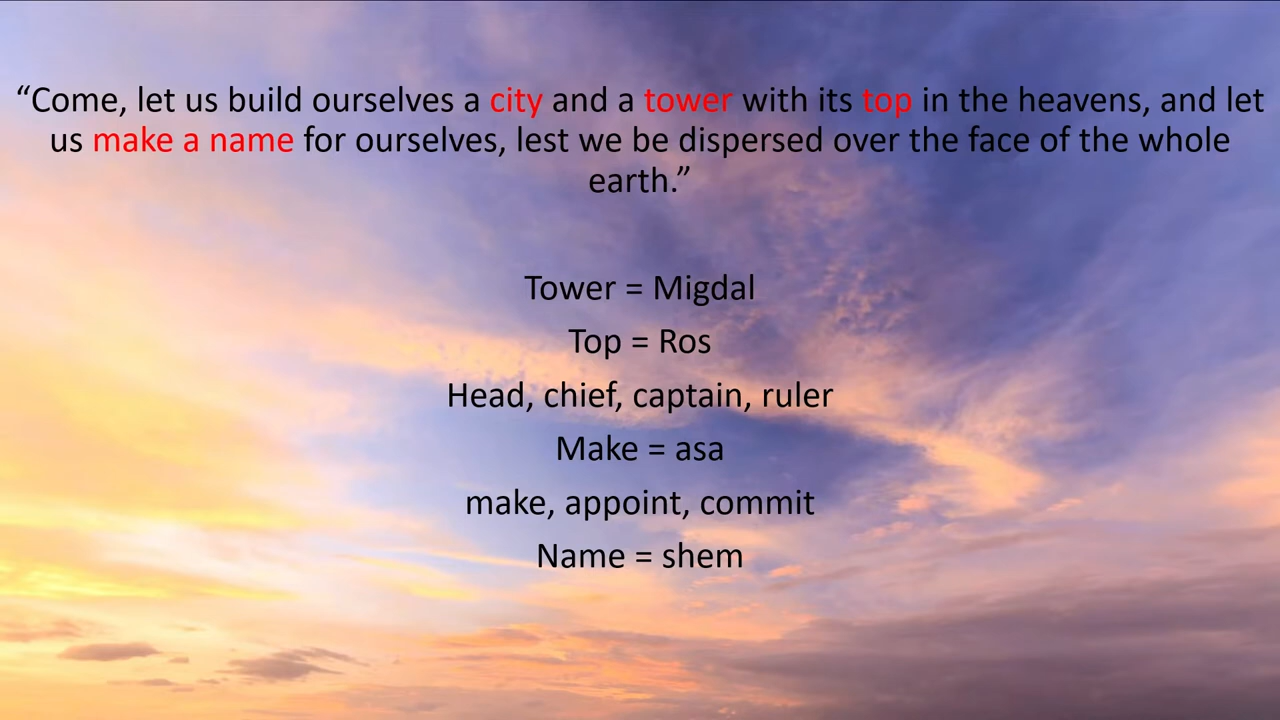 “Come, let us build ourselves a city and a tower with its top in the heavens, and let
us make a name for ourselves, lest we be dispersed over the face of the whole
earth.”
Tower = Migdal
Top = Ros
Head, chief, captain, ruler
Make = asa
make, appoint, commit
Name = shem